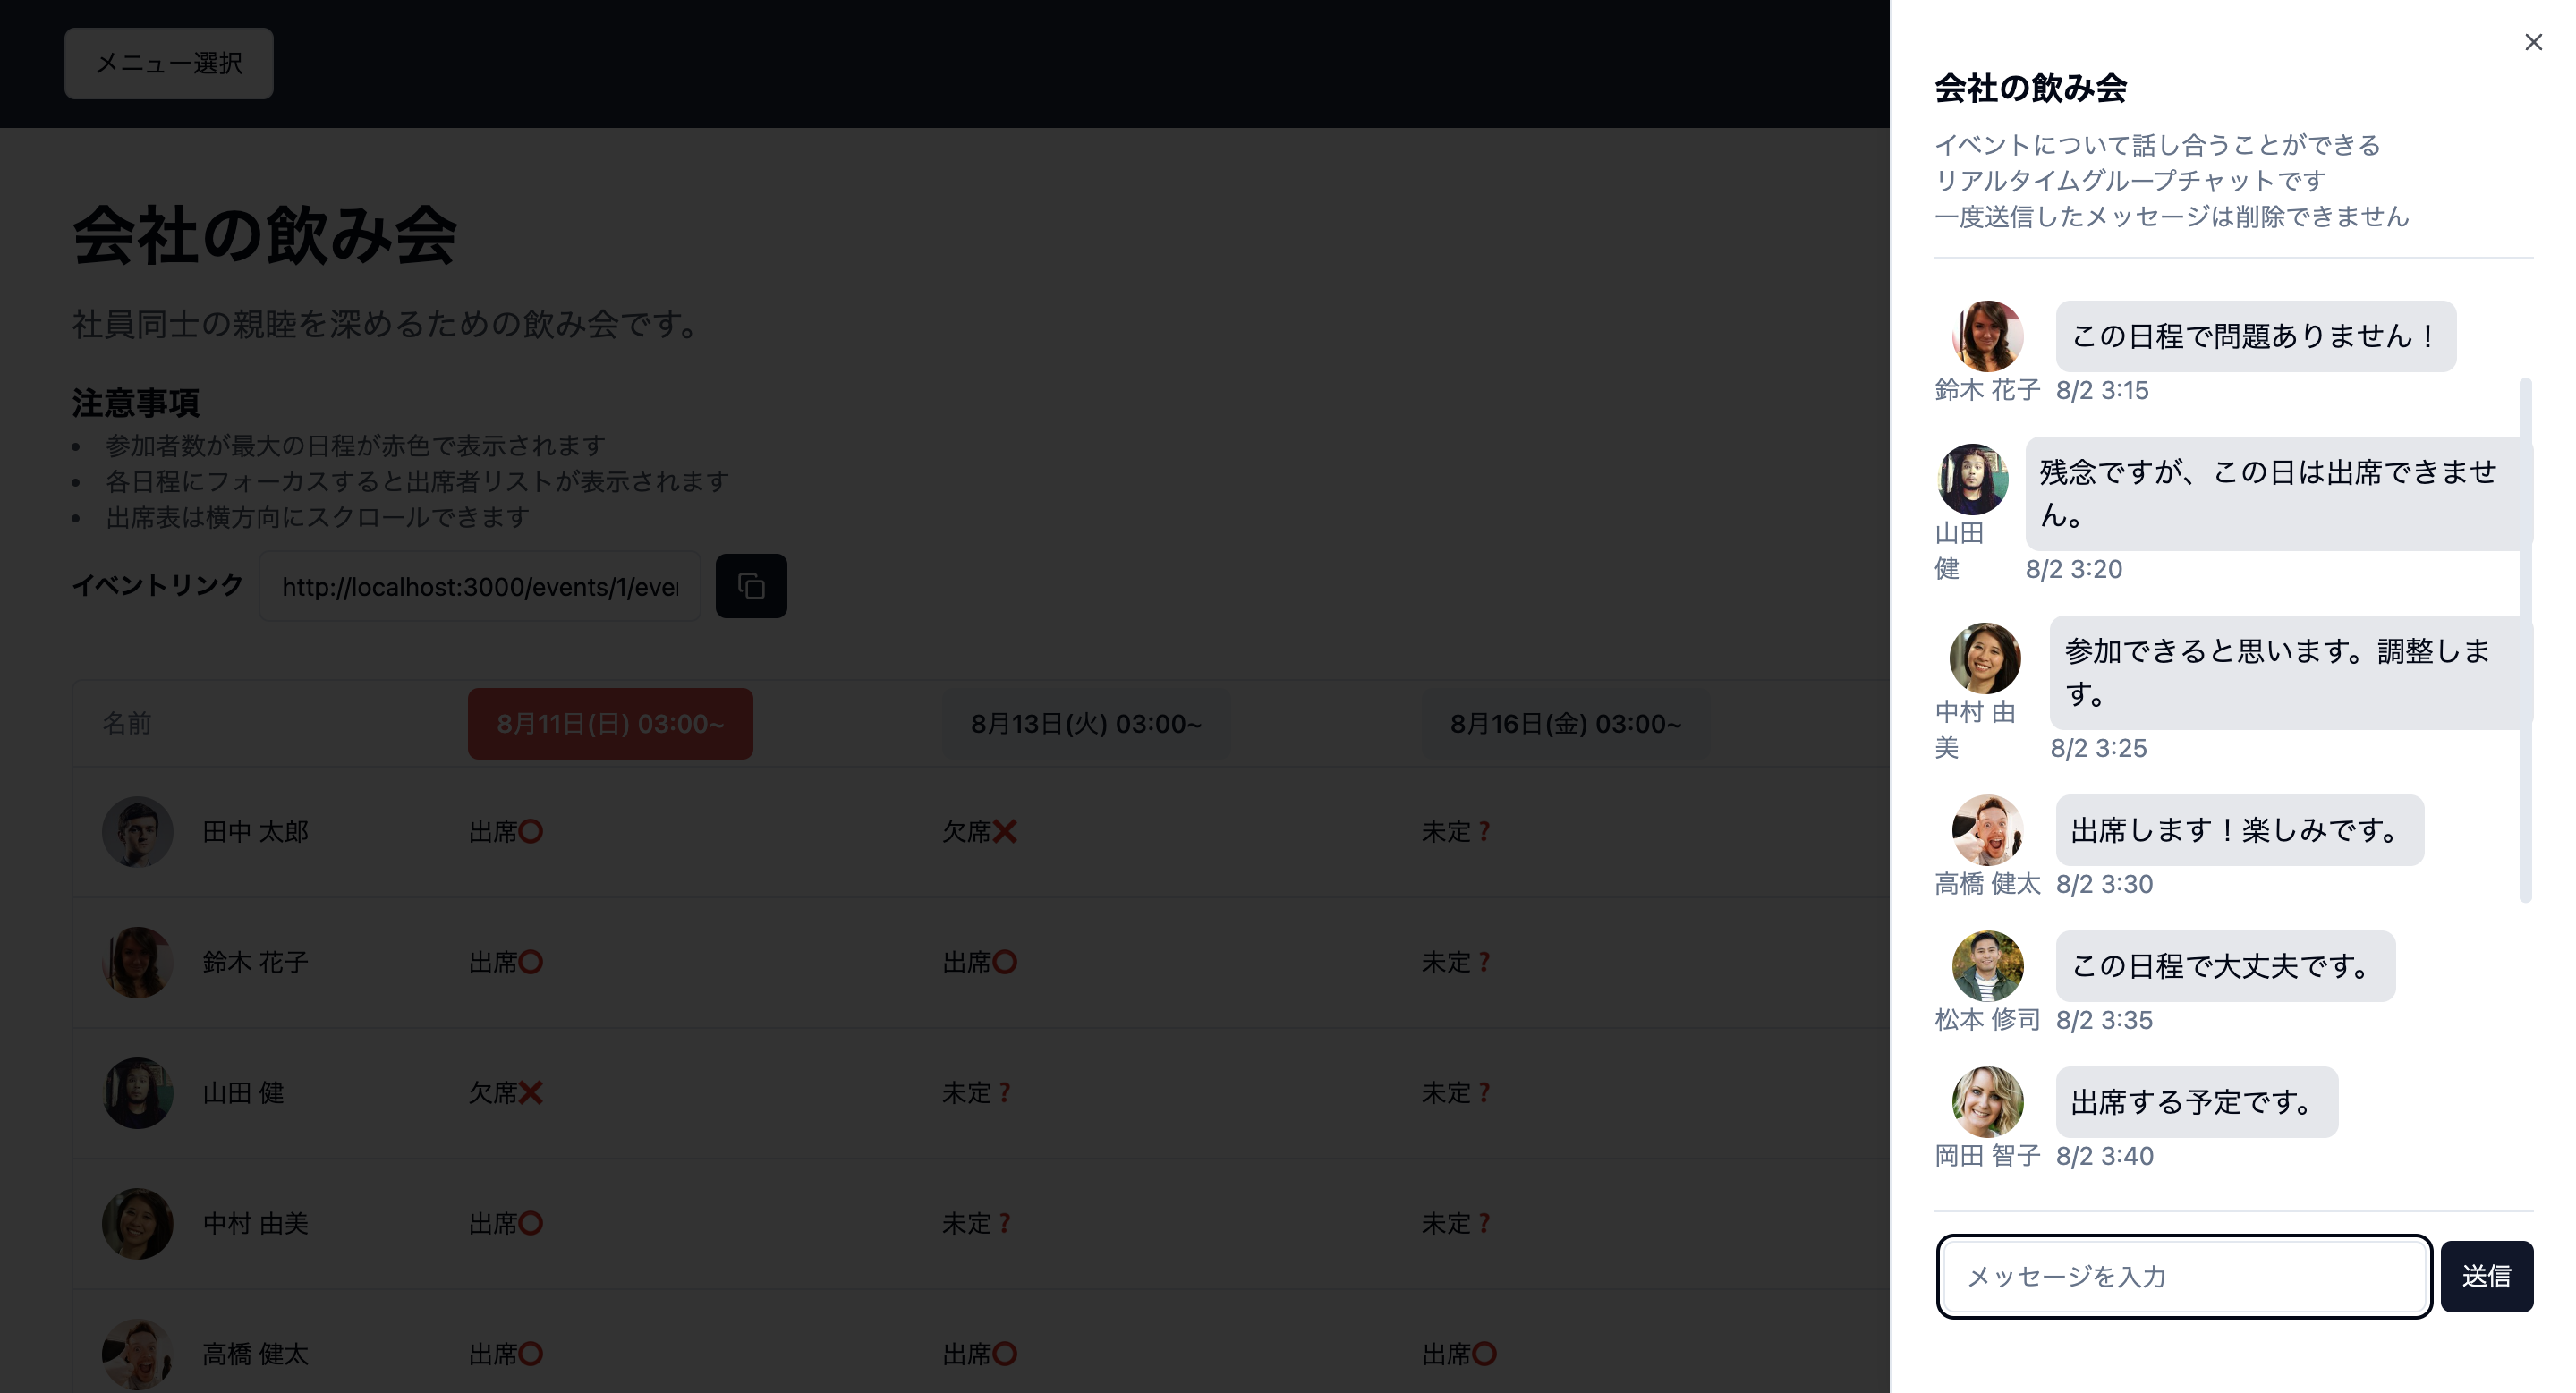 メニュー選択
会社の飲み会
社員同士の親睦を深めるための飲み会です。
注意事項
• 参加者数が最大の日程が赤色で表示されます
• 各日程にフォーカスすると出席者リストが表示されます
• 出席表は横方向にスクロールできます
イベントリンク http://localhost:3000/events/1/eve
名前 8月11日(日) 03:00~ 8月13日(火) 03:00~ 8月16日(金) 03:00~
田中 太郎 出席⭕ 欠席❌ 未定❓
鈴木 花子 出席⭕ 出席⭕ 未定❓
山田 健 欠席❌ 未定❓ 未定❓
中村 由美 出席⭕ 未定❓ 未定❓
高橋 健太 出席⭕ 出席⭕ 出席⭕
会社の飲み会
イベントについて話し合うことができる
リアルタイムグループチャットです
一度送信したメッセージは削除できません
この日程で問題ありません！
鈴木 花子 8/2 3:15
残念ですが、この日は出席できませ
ん。
山田
健 8/2 3:20
参加できると思います。調整しま
す。
中村 由
美 8/2 3:25
出席します！楽しみです。
高橋 健太 8/2 3:30
この日程で大丈夫です。
松本 修司 8/2 3:35
出席する予定です。
岡田 智子 8/2 3:40
メッセージを入力 送信